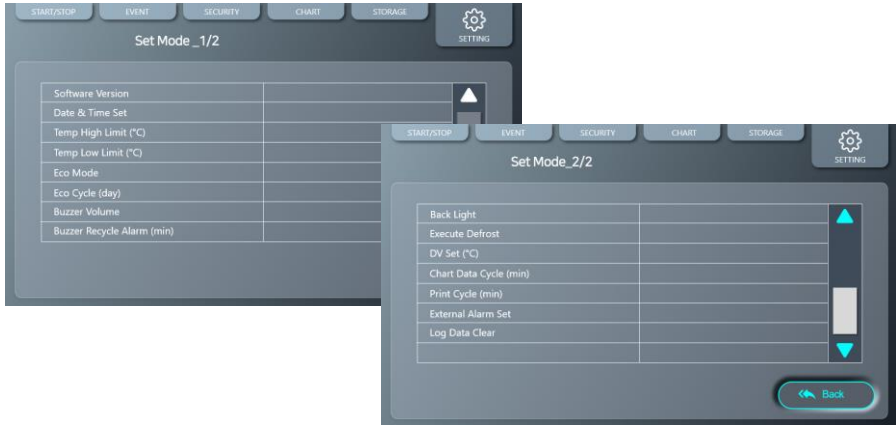 START/STOP EVENT SECURITY CHART STORAGE
SETTING
Set Mode _1/2
Software Version
Date & Time Set
Temp High Limit (°C)
Temp Low Limit (°C)
Eco Mode
Eco Cycle (day)
Buzzer Volume
Buzzer Recycle Alarm (min)
START/STOP EVENT SECURITY CHART STORAGE
SETTING
Set Mode_2/2
Back Light
Execute Defrost
DV Set (°C)
Chart Data Cycle (min)
Print Cycle (min)
External Alarm Set
Log Data Clear
Back